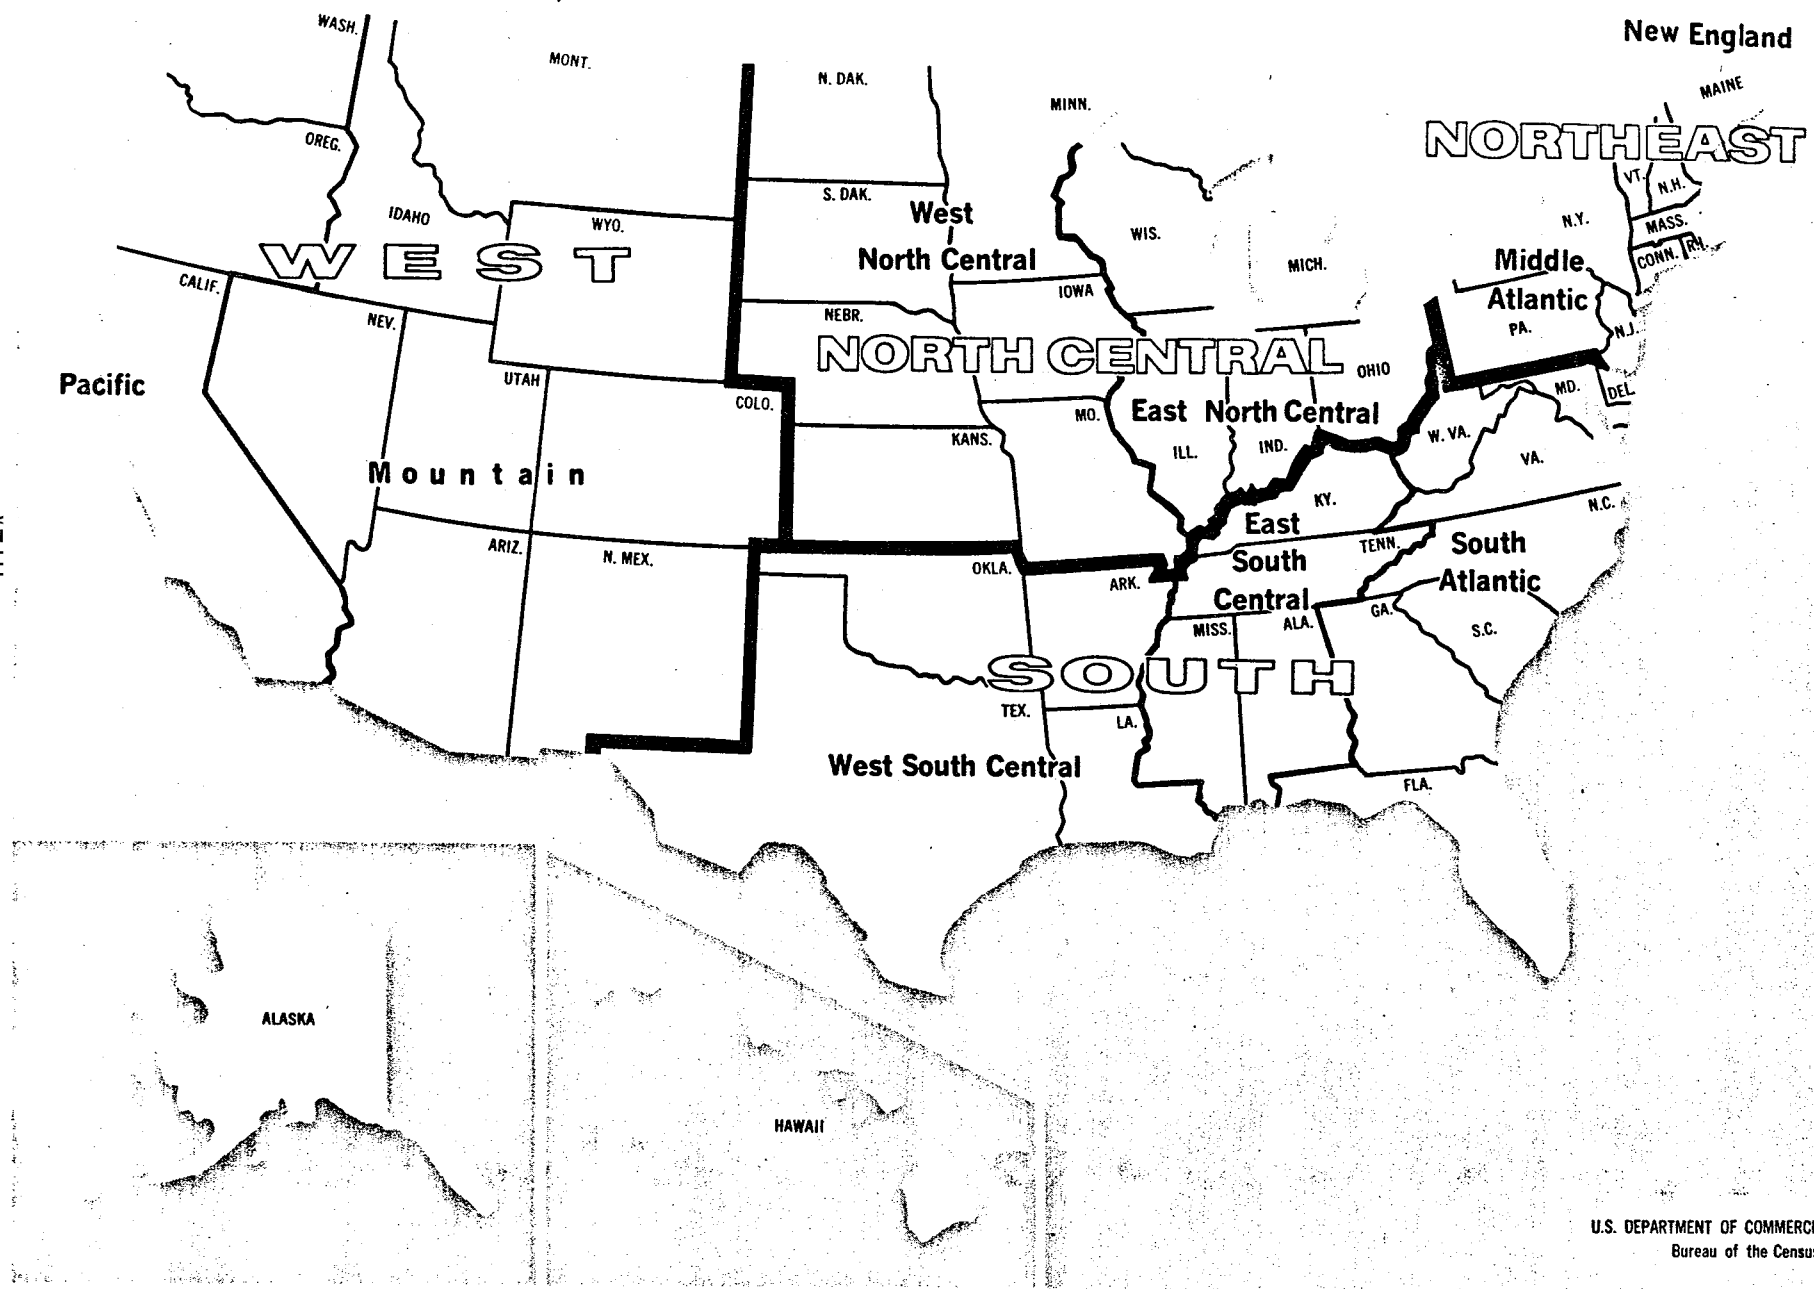 New England
WASH.
MONT.
N. DAK.
MINN.
MAINE
NORTHEAST
OREG.
VT.
N.H.
S. DAK.
IDAHO
WYO.
West
WIS.
N.Y.
MASS.
WEST
North Central
MICH.
Middle
CONN.
R.I.
CALIF.
IOWA
Atlantic
NEV.
NEBR.
PA.
N.J.
NORTH CENTRAL
OHIO
Pacific
UTAH
COLO.
MD.
DEL.
MO.
East North Central
KANS.
ILL.
IND.
W. VA.
VA.
Mountain
KY.
N.C.
East
ARIZ.
N. MEX.
TENN.
South
OKLA.
ARK.
South
Atlantic
Central
GA.
MISS.
ALA.
S.C.
SOUTH
TEX.
LA.
West South Central
FLA.
ALASKA
HAWAII
U.S. DEPARTMENT OF COMMERCE
Bureau of the Census